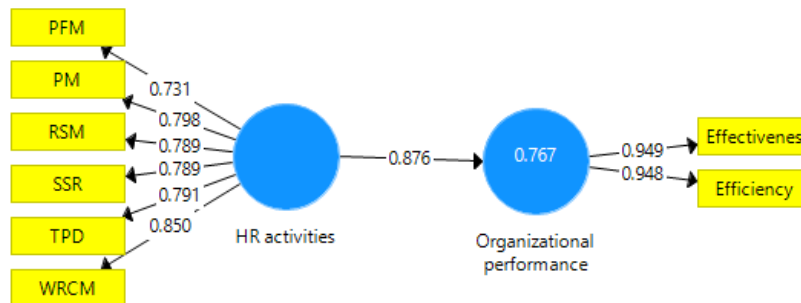 PFM
PM
RSM
SSR
TPD
WRCM
0.731
0.798
0.789
0.789
0.791
0.850
HR activities
0.876
0.767
Organizational
performance
0.949
0.948
Effectivenes
Efficiency